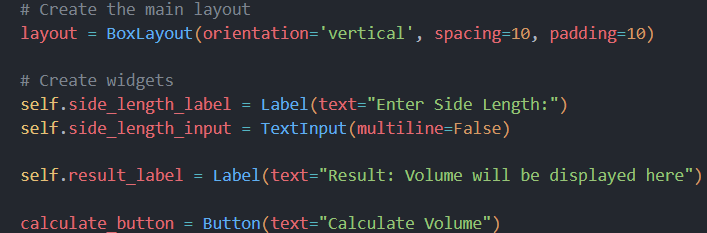 # Create the main layout
layout = BoxLayout(orientation='vertical', spacing=10, padding=10)
# Create widgets
self.side_length_label = Label(text="Enter Side Length:")
self.side_length_input = TextInput(multiline=False)
self.result_label = Label(text="Result: Volume will be displayed here")
calculate_button = Button(text="Calculate Volume")